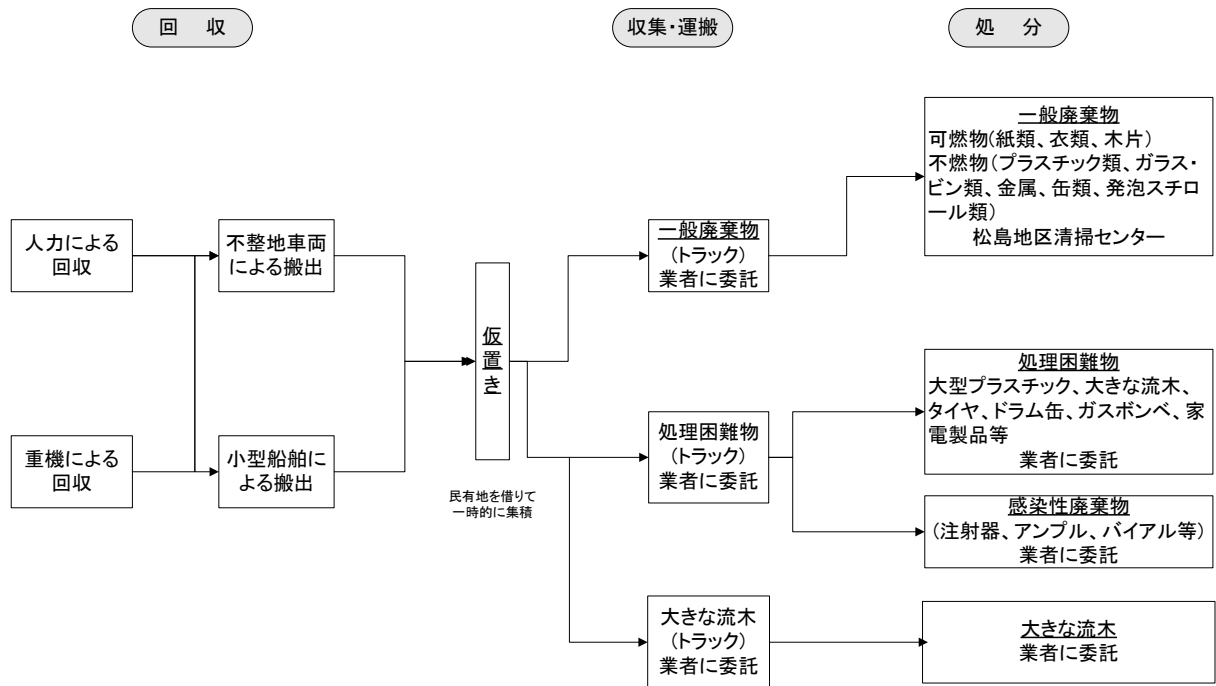 回　収
収集・運搬
処　分
人力による
回収
重機による
回収
不整地車両
による搬出
小型船舶に
よる搬出
仮
置
き
民有地を借りて
一時的に集積
一般廃棄物
(トラック)
業者に委託
処理困難物
(トラック)
業者に委託
大きな流木
(トラック)
業者に委託
一般廃棄物
可燃物(紙類、衣類、木片)
不燃物(プラスチック類、ガラス・
ビン類、金属、缶類、発泡スチロ
ール類)
松島地区清掃センター
処理困難物
大型プラスチック、大きな流木、
タイヤ、ドラム缶、ガスボンベ、家
電製品等
業者に委託
感染性廃棄物
(注射器、アンプル、バイアル等)
業者に委託
大きな流木
業者に委託